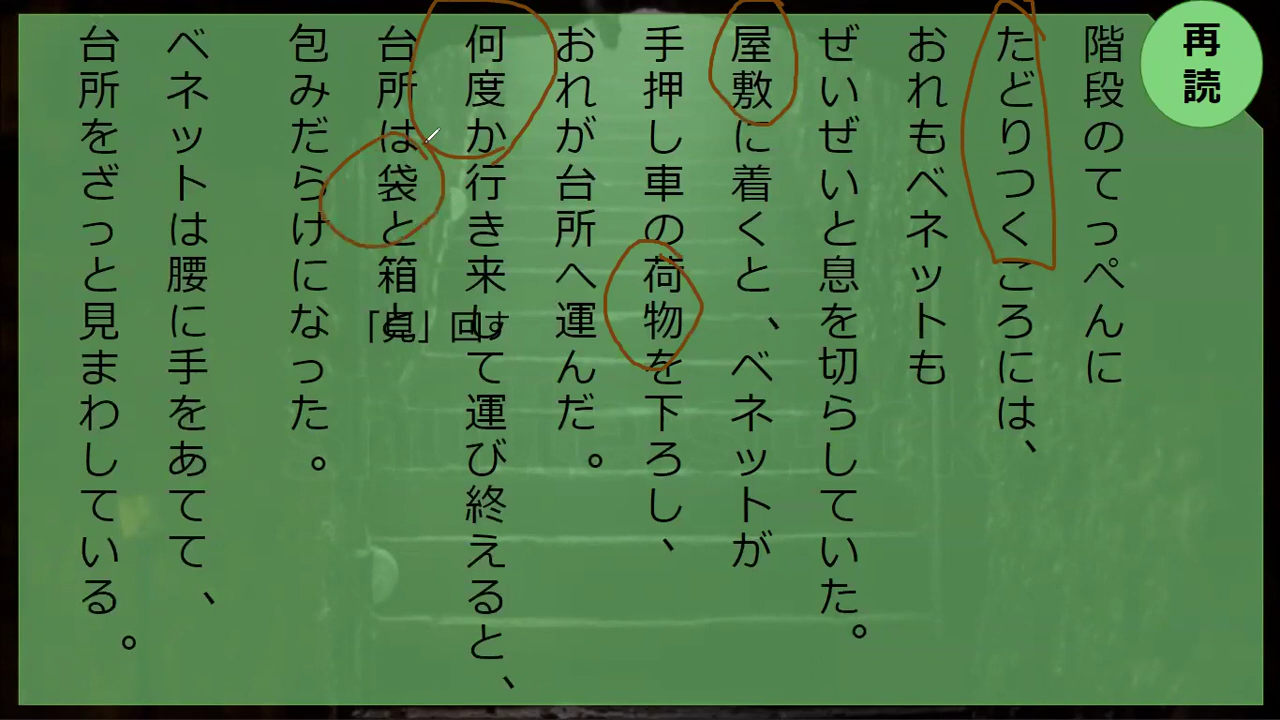 再読
階段のてっぺんに
たどりつくころには、
おれもベネットも
ぜいぜいと息を切らしていた。
屋敷に着くと、ベネットが
手押し車の荷物を下ろし、
おれが台所へ運んだ。
何度か行き来して運び終えると、
台所は袋と箱と
包みだらけになった。
ベネットは腰に手をあてて、
台所をざっと見まわしている。